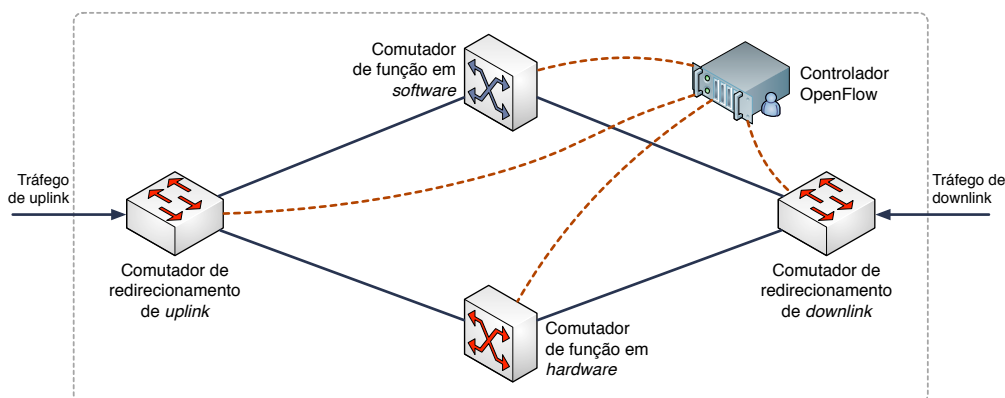 Comutador
de função em
software
Controlador
OpenFlow
Tráfego
de uplink
Tráfego de
downlink
Comutador de
redirecionamento
de uplink
Comutador de
redirecionamento
de downlink
Comutador
de função em
hardware